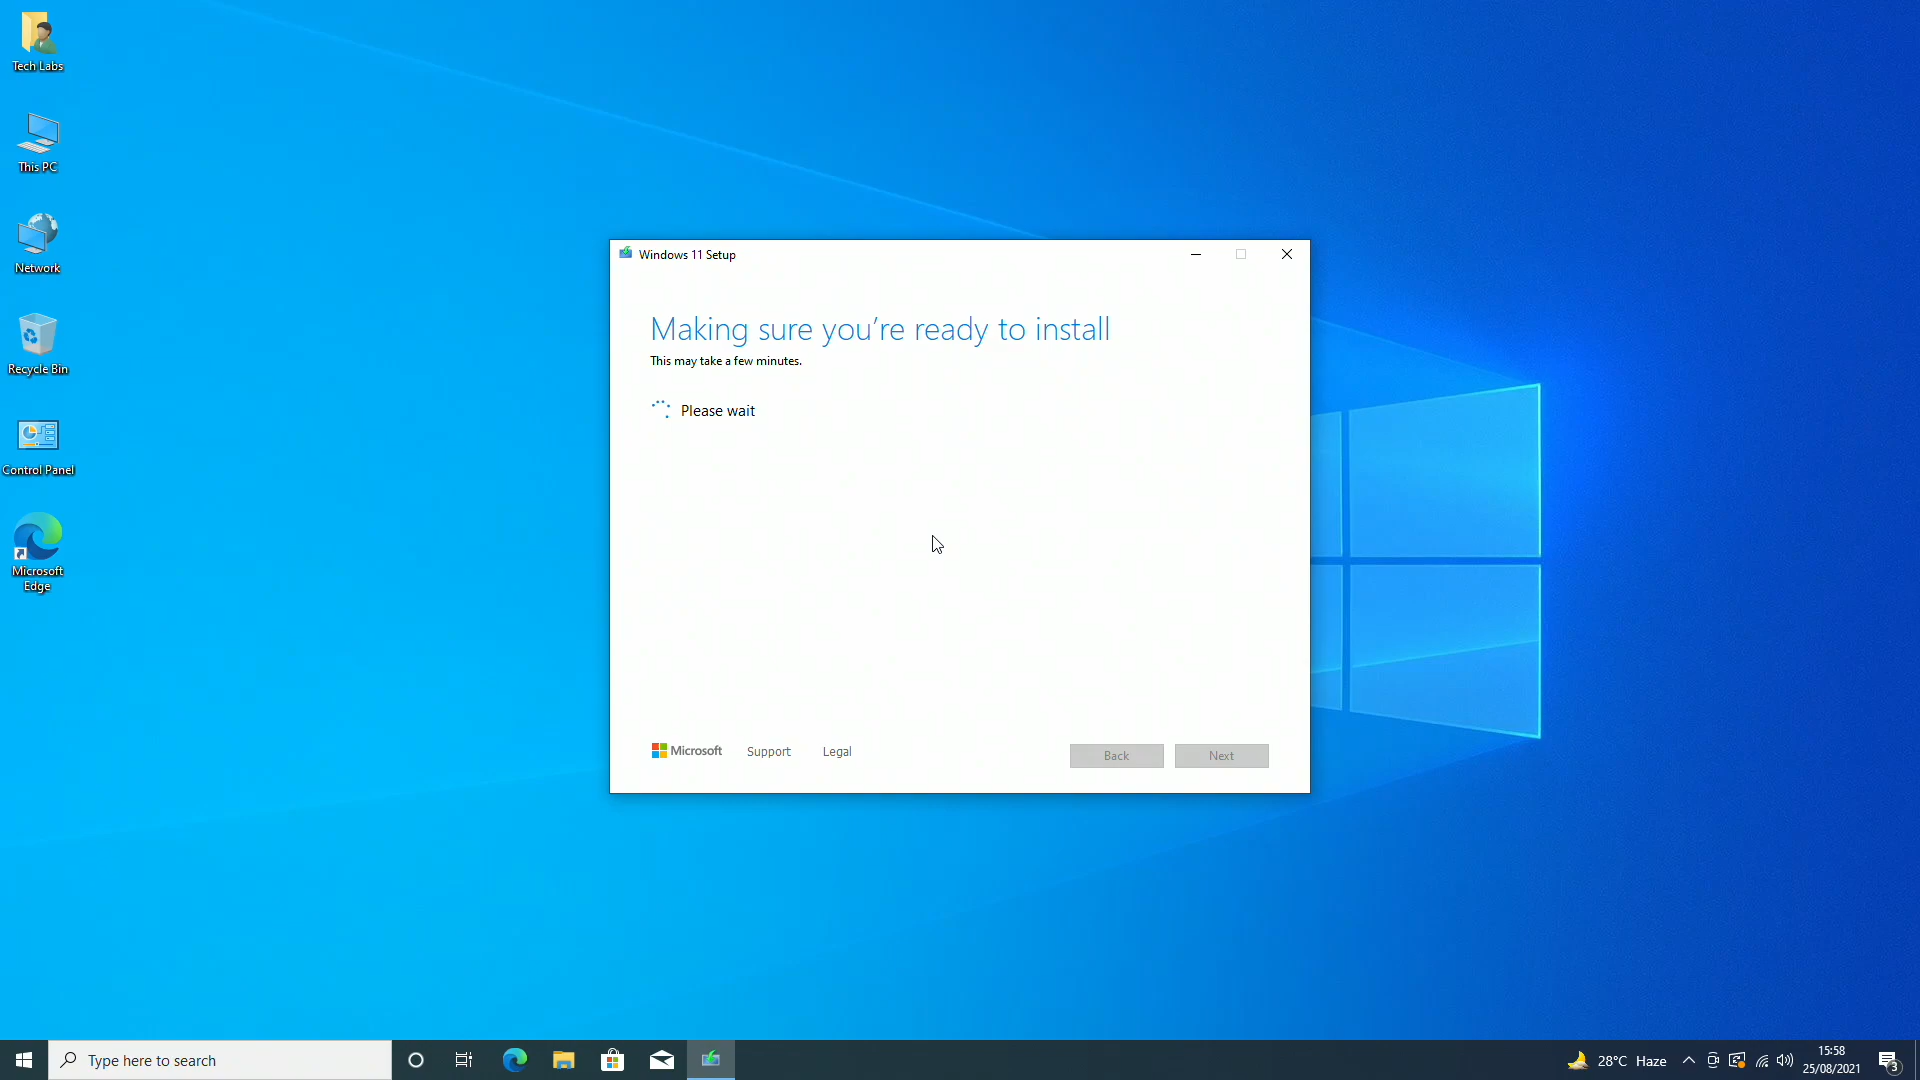 Tech Labs
This PC
Network
Recycle Bin
Control Panel
Microsoft
Edge
Windows 11 Setup
Making sure you're ready to install
This may take a few minutes.
Please wait
Microsoft
Support
Legal
Back
Next
Type here to search
28°C Haze
15:58
25/08/2021
3